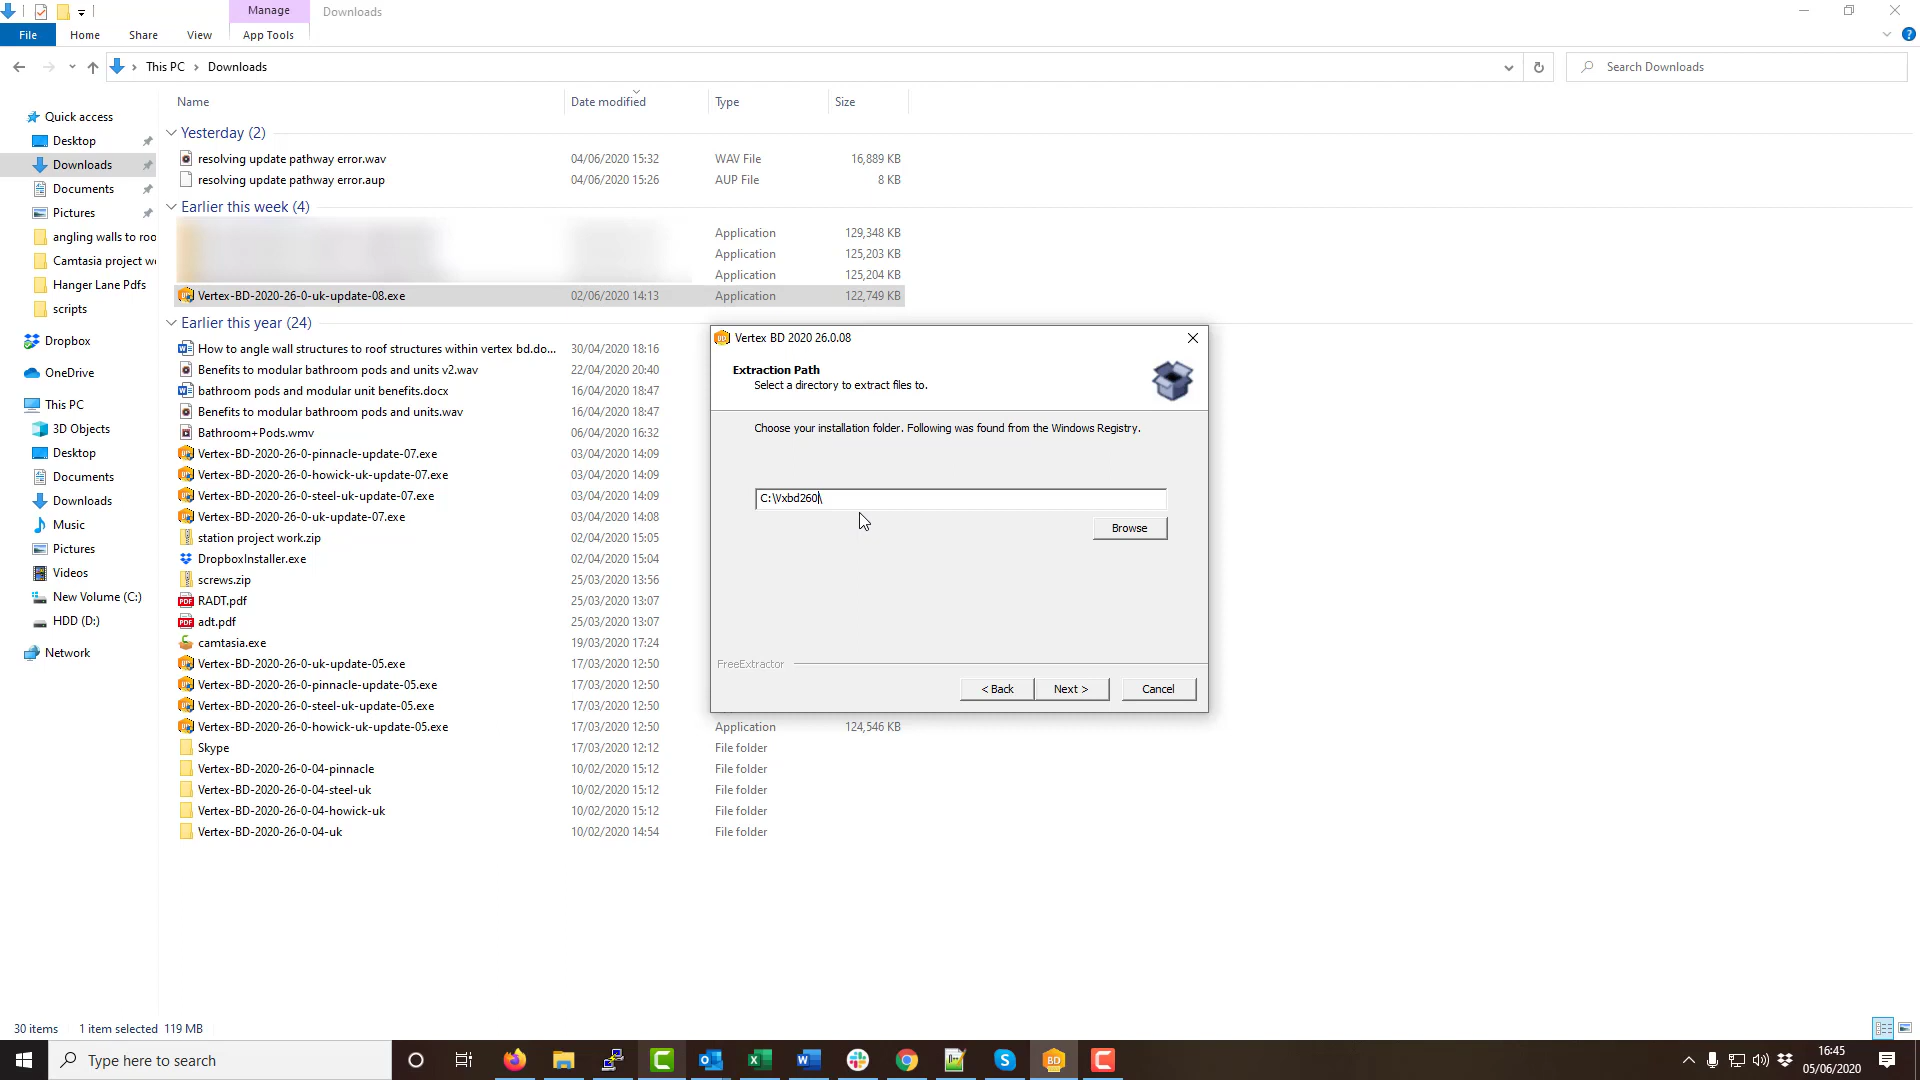 Manage
Downloads
File
Home
Share
View
App Tools
This PC
Downloads
Search Downloads
Name
Date modified
Type
Size
Quick access
Desktop
Downloads
Documents
Pictures
angling walls to roo
Camtasia project we
Hanger Lane Pdfs
scripts
Dropbox
OneDrive
This PC
3D Objects
Desktop
Documents
Downloads
Music
Pictures
Videos
New Volume (C:)
HDD (D:)
Network
Yesterday (2)
resolving update pathway error.wav 04/06/2020 15:32 WAV File 16,889 KB
resolving update pathway error.aup 04/06/2020 15:26 AUP File 8 KB
Earlier this week (4)
Application 129,348 KB
Application 125,203 KB
Application 125,204 KB
Vertex-BD-2020-26-0-uk-update-08.exe 02/06/2020 14:13 Application 122,749 KB
Earlier this year (24)
How to angle wall structures to roof structures within vertex bd.do... 30/04/2020 18:16
Benefits to modular bathroom pods and units v2.wav 22/04/2020 20:40
bathroom pods and modular unit benefits.docx 16/04/2020 18:47
Benefits to modular bathroom pods and units.wav 16/04/2020 18:47
Bathroom+Pods.wmv 06/04/2020 16:32
Vertex-BD-2020-26-0-pinnacle-update-07.exe 03/04/2020 14:09
Vertex-BD-2020-26-0-howick-uk-update-07.exe 03/04/2020 14:09
Vertex-BD-2020-26-0-steel-uk-update-07.exe 03/04/2020 14:09
Vertex-BD-2020-26-0-uk-update-07.exe 03/04/2020 14:08
station project work.zip 02/04/2020 15:05
DropboxInstaller.exe 02/04/2020 15:04
screws.zip 25/03/2020 13:56
RADT.pdf 25/03/2020 13:07
adt.pdf 25/03/2020 13:07
camtasia.exe 19/03/2020 17:24
Vertex-BD-2020-26-0-uk-update-05.exe 17/03/2020 12:50
Vertex-BD-2020-26-0-pinnacle-update-05.exe 17/03/2020 12:50
Vertex-BD-2020-26-0-steel-uk-update-05.exe 17/03/2020 12:50
Vertex-BD-2020-26-0-howick-uk-update-05.exe 17/03/2020 12:50 Application 124,546 KB
Skype 17/03/2020 12:12 File folder
Vertex-BD-2020-26-0-04-pinnacle 10/02/2020 15:12 File folder
Vertex-BD-2020-26-0-04-steel-uk 10/02/2020 15:12 File folder
Vertex-BD-2020-26-0-04-howick-uk 10/02/2020 15:12 File folder
Vertex-BD-2020-26-0-04-uk 10/02/2020 14:54 File folder
Vertex BD 2020 26.0.08
Extraction Path
Select a directory to extract files to.
Choose your installation folder. Following was found from the Windows Registry.
C:\Vxbd260\
Browse
FreeExtractor
< Back
Next >
Cancel
30 items 1 item selected 119 MB
Type here to search
16:45
05/06/2020